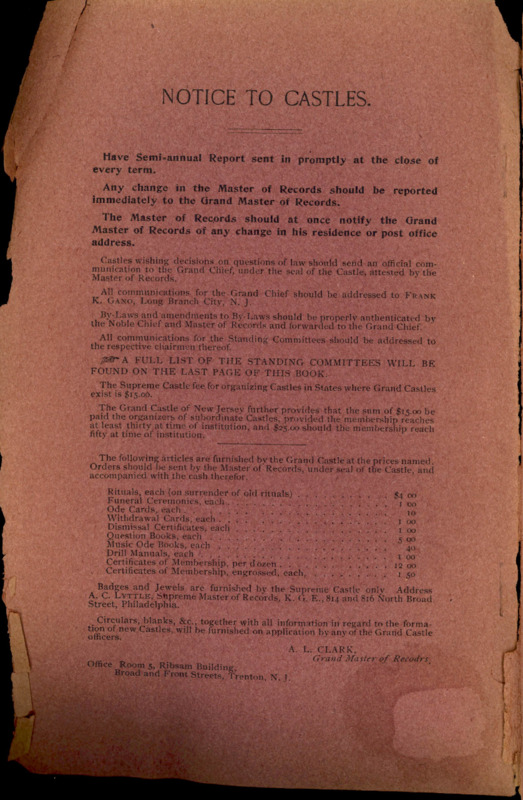 NOTICE TO CASTLES.
Have Semi-annual Report sent in promptly at the close of
every term.
Any change in the Master of Records should be reported
immediately to the Grand Master of Records.
The Master of Records should at once notify the Grand
Master of Records of any change in his residence or post office
address.
Castles wishing decisions on questions of law should send an official com-
munication to the Grand Chief, under the seal of the Castle, attested by the
Master of Records.
All communications for the Grand Chief should be addressed to FRANK
K. GANO, Long Branch City, N. J
By-Laws and amendments to By-Laws should be properly authenticated by
the Noble Chief and Master of Records and forwarded to the Grand Chief.
All communications for the Standing Committees should be addressed to
the respective chairmen thereof.
☞ A FULL LIST OF THE STANDING COMMITTEES WILL BE
FOUND ON THE LAST PAGE OF THIS BOOK.
The Supreme Castle fee for organizing Castles in States where Grand Castles
exist is $15.00.
The Grand Castle of New Jersey further provides that the sum of $15.00 be
paid the organizers of subordinate Castles, provided the membership reaches
at least thirty at time of institution, and $25.00 should the membership reach
fifty at time of institution.
The following articles are furnished by the Grand Castle at the prices named.
Orders should be sent by the Master of Records, under seal of the Castle, and
accompanied with the cash therefor.
Rituals, each (on surrender of old rituals) . . . . . . . . $4 00
Funeral Ceremonies, each . . . . . . . . 1 00
Ode Cards, each . . . . . . . . 10
Withdrawal Cards, each . . . . . . . . 1 00
Dismissal Certificates, each . . . . . . . . 1 00
Question Books, each . . . . . . . . 5 00
Music Ode Books, each . . . . . . . . 40
Drill Manuals, each . . . . . . . . 1 00
Certificates of Membership, per dozen . . . . . . . . 12 00
Certificates of Membership, engrossed, each, . . . . . . . . 1 50
Badges and Jewels are furnished by the Supreme Castle only. Address
A. C. LYTTLE, Supreme Master of Records, K. G. E., 814 and 816 North Broad
Street, Philadelphia.
Circulars, blanks, &c., together with all information in regard to the forma-
tion of new Castles, will be furnished on application by any of the Grand Castle
officers.
A. L. CLARK,
Grand Master of Recodrs,
Office Room 5, Ribsam Building,
Broad and Front Streets, Trenton, N. J.